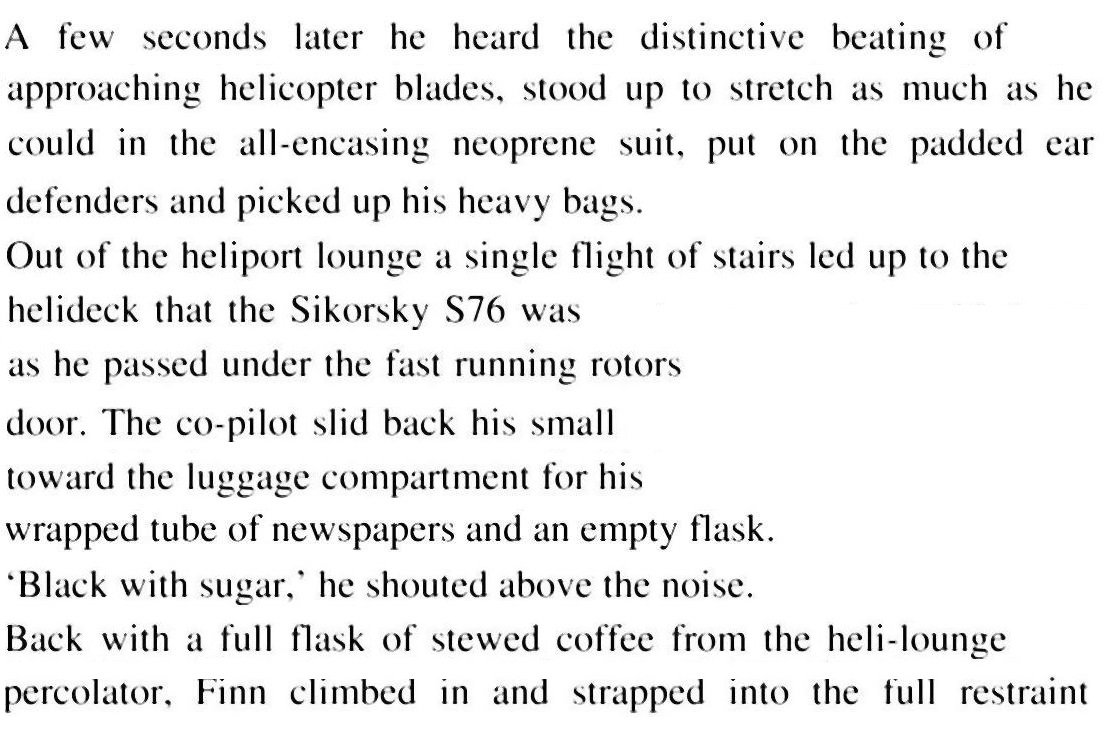 A few seconds later he heard the distinctive beating of
approaching helicopter blades, stood up to stretch as much as he
could in the all-encasing neoprene suit, put on the padded ear
defenders and picked up his heavy bags.
Out of the heliport lounge a single flight of stairs led up to the
helideck that the Sikorsky S76 was
as he passed under the fast running rotors
door. The co-pilot slid back his small
toward the luggage compartment for his
wrapped tube of newspapers and an empty flask.
‘Black with sugar,’ he shouted above the noise.
Back with a full flask of stewed coffee from the heli-lounge
percolator, Finn climbed in and strapped into the full restraint